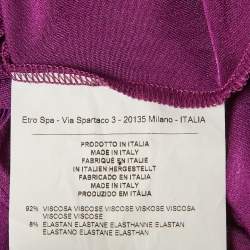 Etro Spa - Via Spartaco 3 - 20135 Milano - ITALIA
PRODOTTO IN ITALIA
MADE IN ITALY
FABRIQUÉ EN ITALIE
IN ITALIEN HERGESTELLT
FABRICADO EN ITALIA
MADE IN ITALY
PRODUZIDO EM ITÁLIA
92% VISCOSA VISCOSE VISCOSE VISKOSE VISCOSA
VISCOSE VISCOSE
8% ELASTAN ELASTANE ELASTHANNE ELASTAN
ELASTANO ELASTANE ELASTHAN